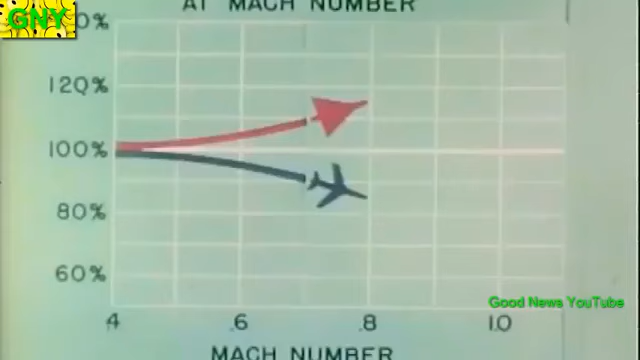 GNY
AT MACH NUMBER
120%
100%
80%
60%
.4 .6 .8 1.0
MACH NUMBER
Good News YouTube